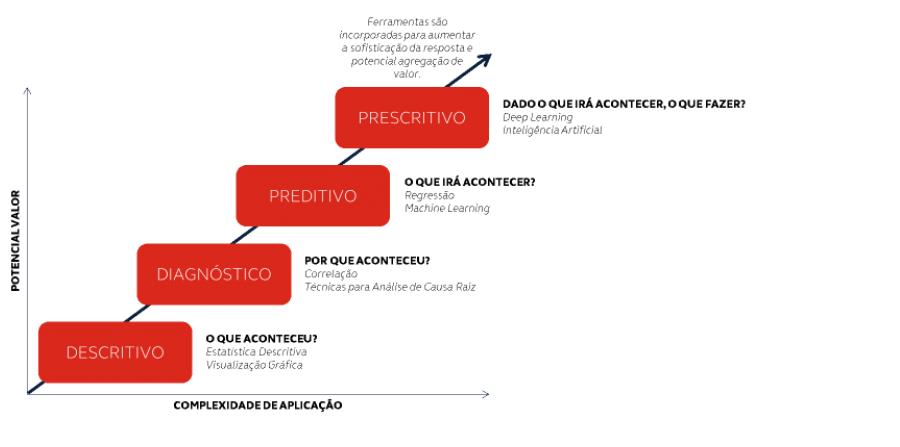 Ferramentas são
incorporadas para aumentar
a sofisticação da resposta e
potencial agregação de
valor.
PRESCRITIVO
DADO O QUE IRÁ ACONTECER, O QUE FAZER?
Deep Learning
Inteligência Artificial
PREDITIVO
O QUE IRÁ ACONTECER?
Regressão
Machine Learning
POTENCIAL VALOR
DIAGNÓSTICO
POR QUE ACONTECEU?
Correlação
Técnicas para Análise de Causa Raiz
DESCRITIVO
O QUE ACONTECEU?
Estatística Descritiva
Visualização Gráfica
COMPLEXIDADE DE APLICAÇÃO